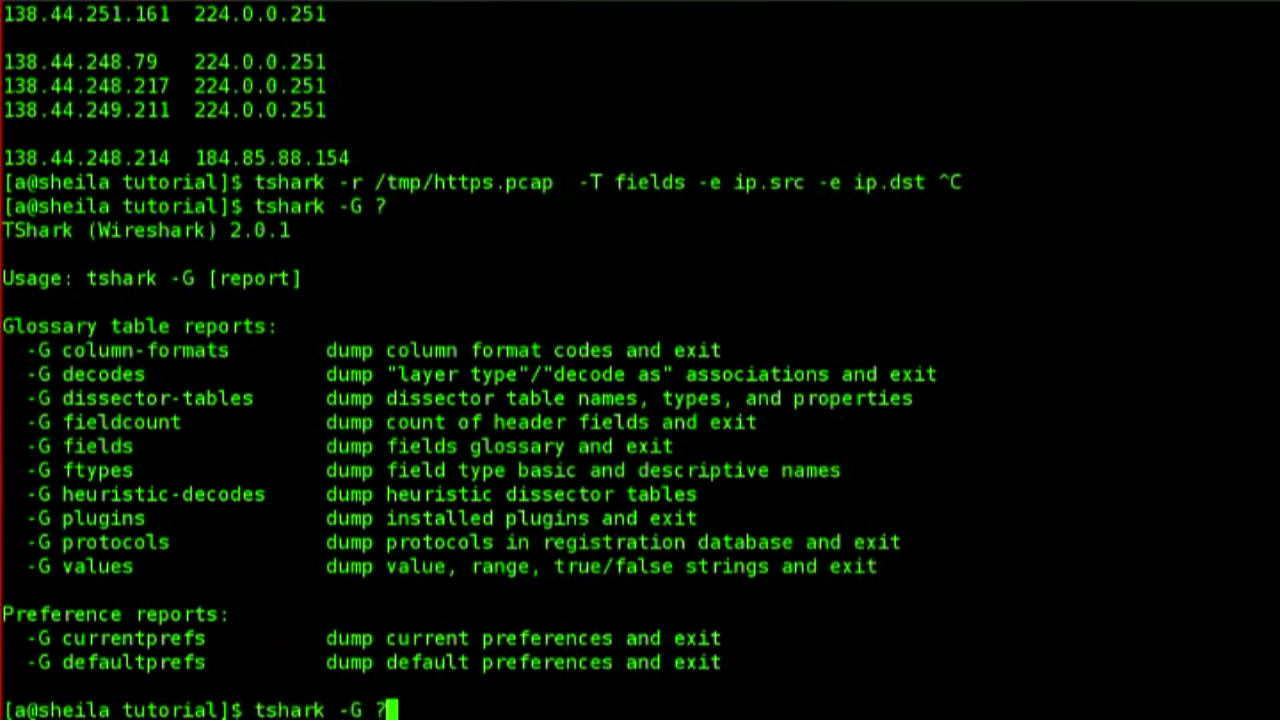 138.44.251.161  224.0.0.251
138.44.248.79   224.0.0.251
138.44.248.217  224.0.0.251
138.44.249.211  224.0.0.251
138.44.248.214  184.85.88.154
[a@sheila tutorial]$ tshark -r /tmp/https.pcap  -T fields -e ip.src -e ip.dst ^C
[a@sheila tutorial]$ tshark -G ?
TShark (Wireshark) 2.0.1
Usage: tshark -G [report]
Glossary table reports:
  -G column-formats        dump column format codes and exit
  -G decodes               dump "layer type"/"decode as" associations and exit
  -G dissector-tables      dump dissector table names, types, and properties
  -G fieldcount            dump count of header fields and exit
  -G fields                dump fields glossary and exit
  -G ftypes                dump field type basic and descriptive names
  -G heuristic-decodes     dump heuristic dissector tables
  -G plugins               dump installed plugins and exit
  -G protocols             dump protocols in registration database and exit
  -G values                dump value, range, true/false strings and exit
Preference reports:
  -G currentprefs          dump current preferences and exit
  -G defaultprefs          dump default preferences and exit
[a@sheila tutorial]$ tshark -G ?